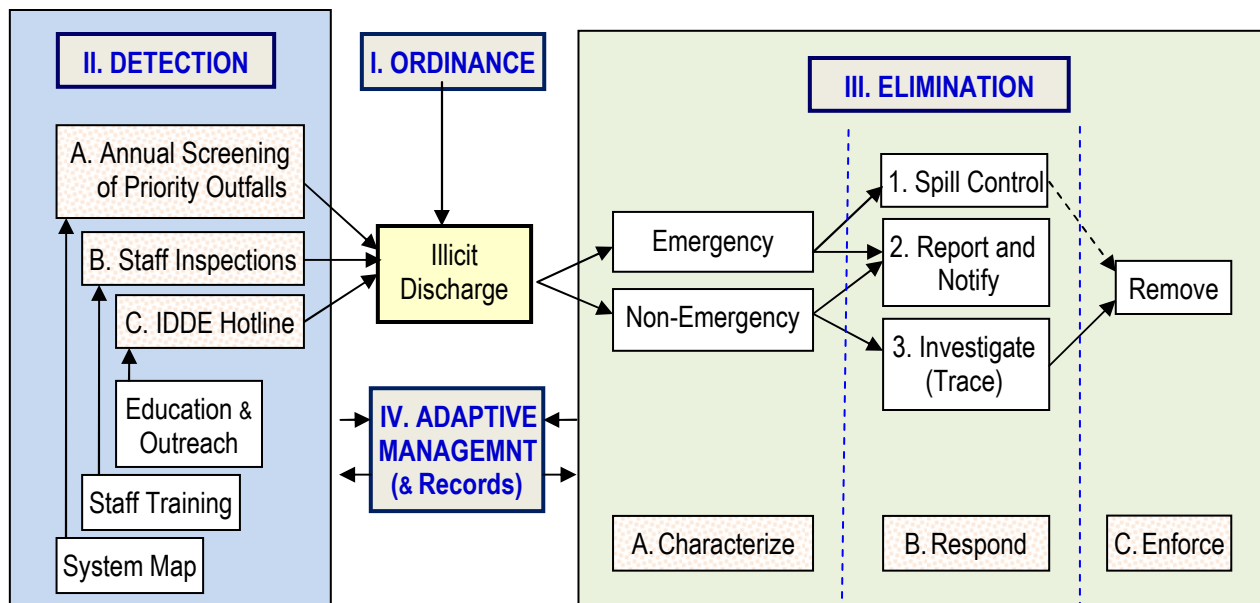 II. DETECTION
A. Annual Screening
of Priority Outfalls
B. Staff Inspections
C. IDDE Hotline
Education &
Outreach
Staff Training
System Map
I. ORDINANCE
Illicit
Discharge
IV. ADAPTIVE
MANAGEMNT
(& Records)
III. ELIMINATION
Emergency
Non-Emergency
1. Spill Control
2. Report and
Notify
3. Investigate
(Trace)
Remove
A. Characterize
B. Respond
C. Enforce